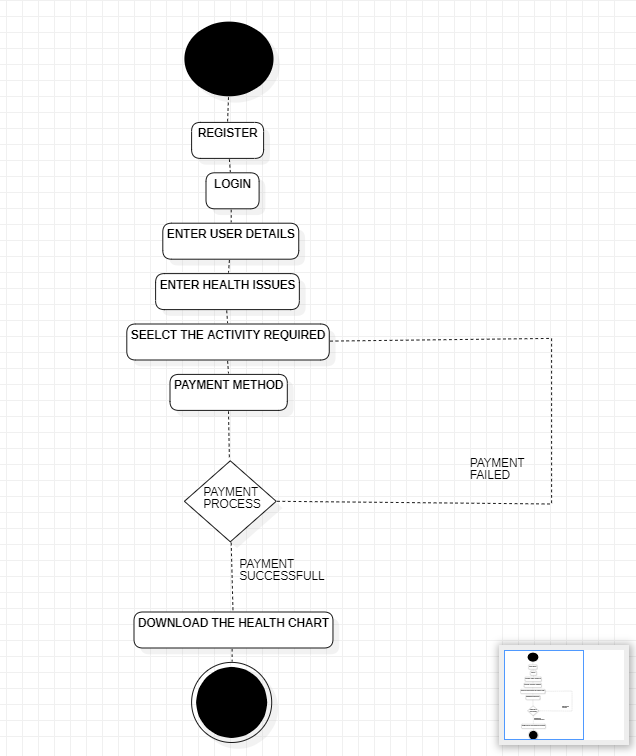 REGISTER
LOGIN
ENTER USER DETAILS
ENTER HEALTH ISSUES
SEELCT THE ACTIVITY REQUIRED
PAYMENT METHOD
PAYMENT
FAILED
PAYMENT
PROCESS
PAYMENT
SUCCESSFULL
DOWNLOAD THE HEALTH CHART